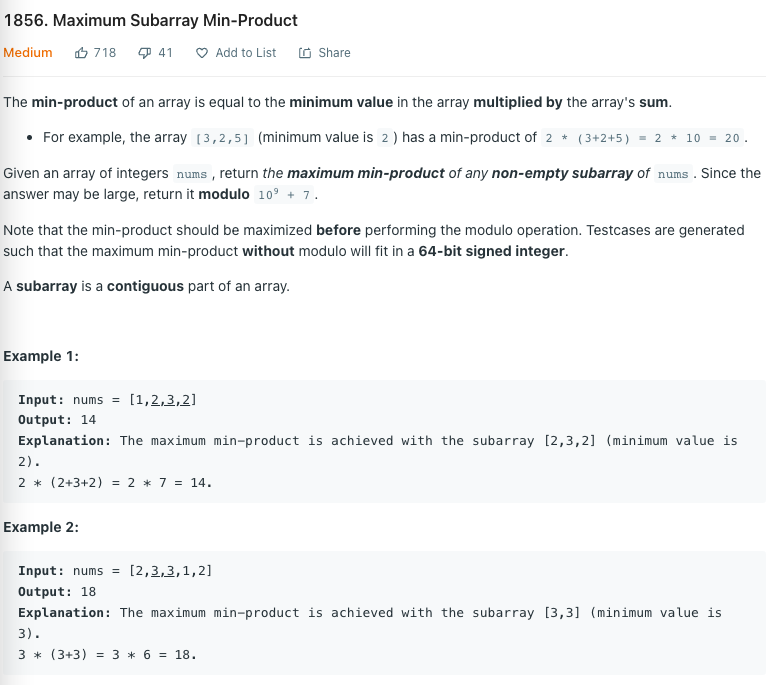 1856. Maximum Subarray Min-Product
Medium 718 41 Add to List Share
The min-product of an array is equal to the minimum value in the array multiplied by the array's sum.
• For example, the array [3,2,5] (minimum value is 2) has a min-product of 2 * (3+2+5) = 2 * 10 = 20.
Given an array of integers nums, return the maximum min-product of any non-empty subarray of nums. Since the
answer may be large, return it modulo 10⁹ + 7.
Note that the min-product should be maximized before performing the modulo operation. Testcases are generated
such that the maximum min-product without modulo will fit in a 64-bit signed integer.
A subarray is a contiguous part of an array.
Example 1:
Input: nums = [1,2,3,2]
Output: 14
Explanation: The maximum min-product is achieved with the subarray [2,3,2] (minimum value is
2).
2 * (2+3+2) = 2 * 7 = 14.
Example 2:
Input: nums = [2,3,3,1,2]
Output: 18
Explanation: The maximum min-product is achieved with the subarray [3,3] (minimum value is
3).
3 * (3+3) = 3 * 6 = 18.